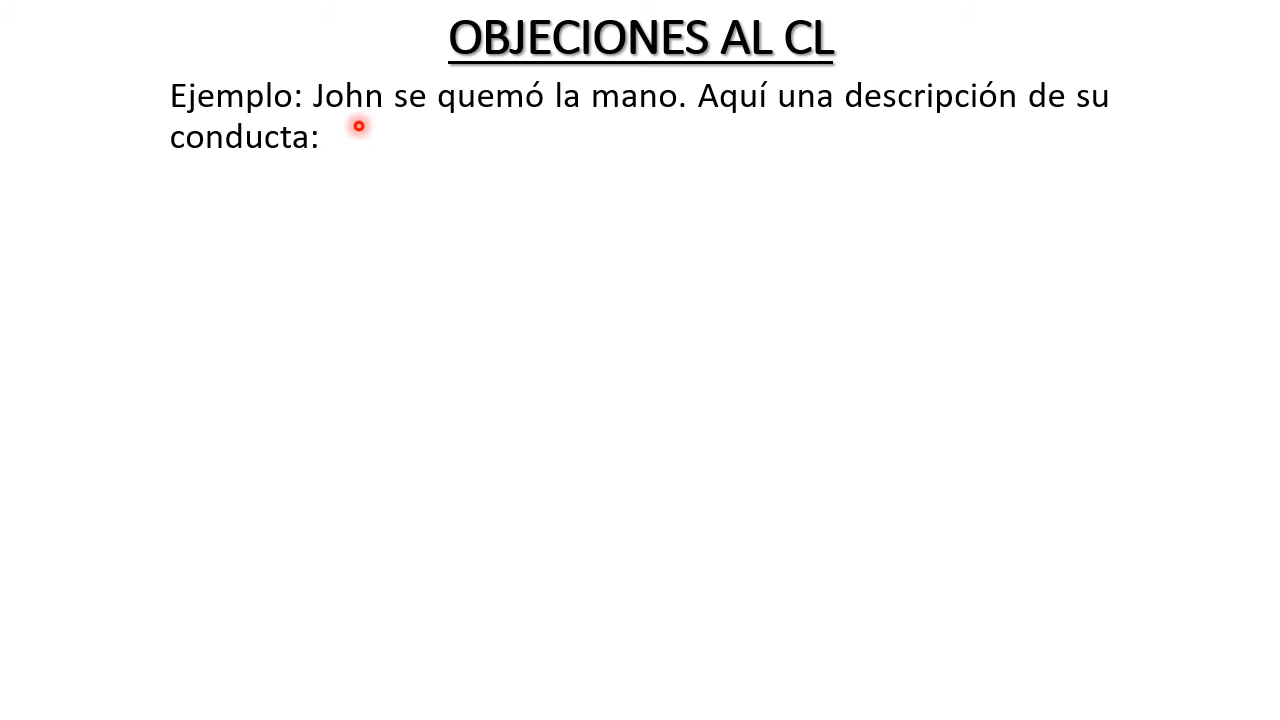 OBJECIONES AL CL
Ejemplo: John se quemó la mano. Aquí una descripción de su
conducta: